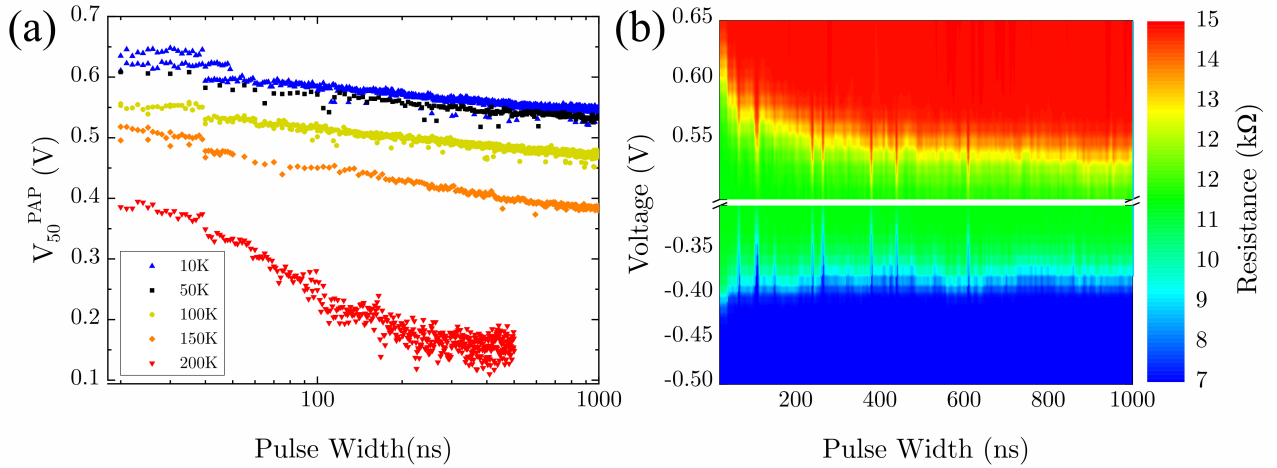 (a)
0.7
0.6
0.5
0.4
0.3
0.2
0.1
V50PAP (V)
10K
50K
100K
150K
200K
100
1000
Pulse Width(ns)
(b)
0.65
0.60
0.55
-0.35
-0.40
-0.45
-0.50
Voltage (V)
200
400
600
800
1000
Pulse Width (ns)
15
14
13
12
11
10
9
8
7
Resistance (kΩ)